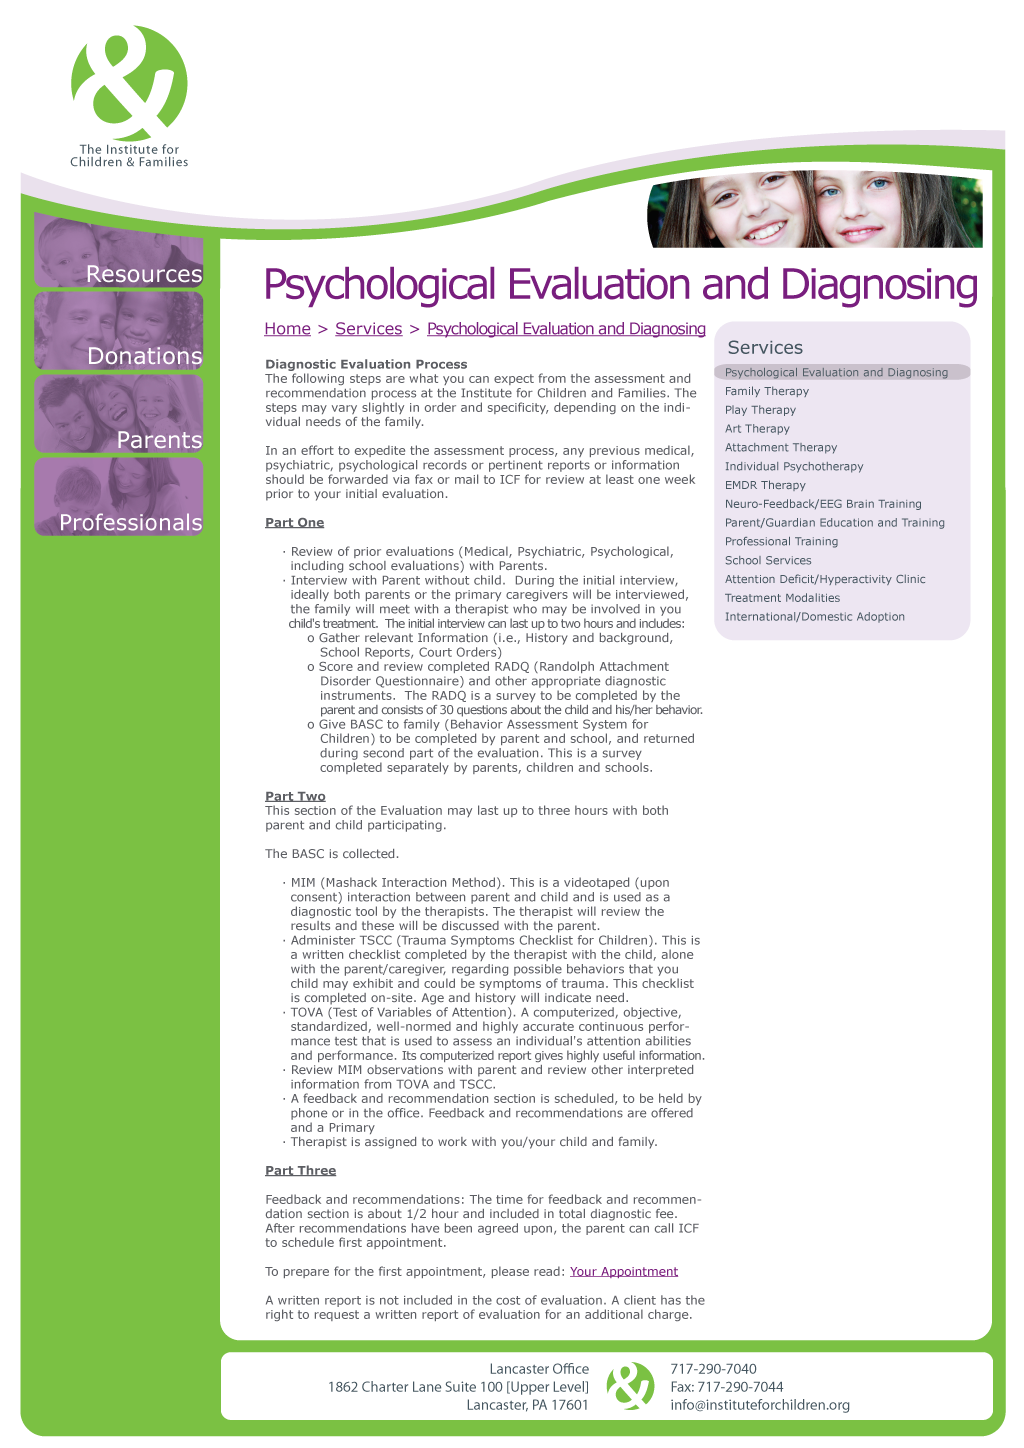 The Institute for
Children & Families
Resources
Donations
Parents
Professionals
Psychological Evaluation and Diagnosing
Home > Services > Psychological Evaluation and Diagnosing
Diagnostic Evaluation Process
The following steps are what you can expect from the assessment and
recommendation process at the Institute for Children and Families. The
steps may vary slightly in order and specificity, depending on the indi-
vidual needs of the family.
In an effort to expedite the assessment process, any previous medical,
psychiatric, psychological records or pertinent reports or information
should be forwarded via fax or mail to ICF for review at least one week
prior to your initial evaluation.
Part One
· Review of prior evaluations (Medical, Psychiatric, Psychological,
including school evaluations) with Parents.
· Interview with Parent without child.  During the initial interview,
ideally both parents or the primary caregivers will be interviewed,
the family will meet with a therapist who may be involved in you
child's treatment.  The initial interview can last up to two hours and includes:
o Gather relevant Information (i.e., History and background,
School Reports, Court Orders)
o Score and review completed RADQ (Randolph Attachment
Disorder Questionnaire) and other appropriate diagnostic
instruments.  The RADQ is a survey to be completed by the
parent and consists of 30 questions about the child and his/her behavior.
o Give BASC to family (Behavior Assessment System for
Children) to be completed by parent and school, and returned
during second part of the evaluation. This is a survey
completed separately by parents, children and schools.
Part Two
This section of the Evaluation may last up to three hours with both
parent and child participating.
The BASC is collected.
· MIM (Mashack Interaction Method). This is a videotaped (upon
consent) interaction between parent and child and is used as a
diagnostic tool by the therapists. The therapist will review the
results and these will be discussed with the parent.
· Administer TSCC (Trauma Symptoms Checklist for Children). This is
a written checklist completed by the therapist with the child, alone
with the parent/caregiver, regarding possible behaviors that you
child may exhibit and could be symptoms of trauma. This checklist
is completed on-site. Age and history will indicate need.
· TOVA (Test of Variables of Attention). A computerized, objective,
standardized, well-normed and highly accurate continuous perfor-
mance test that is used to assess an individual's attention abilities
and performance. Its computerized report gives highly useful information.
· Review MIM observations with parent and review other interpreted
information from TOVA and TSCC.
· A feedback and recommendation section is scheduled, to be held by
phone or in the office. Feedback and recommendations are offered
and a Primary
· Therapist is assigned to work with you/your child and family.
Part Three
Feedback and recommendations: The time for feedback and recommen-
dation section is about 1/2 hour and included in total diagnostic fee.
After recommendations have been agreed upon, the parent can call ICF
to schedule first appointment.
To prepare for the first appointment, please read: Your Appointment
A written report is not included in the cost of evaluation. A client has the
right to request a written report of evaluation for an additional charge.
Services
Psychological Evaluation and Diagnosing
Family Therapy
Play Therapy
Art Therapy
Attachment Therapy
Individual Psychotherapy
EMDR Therapy
Neuro-Feedback/EEG Brain Training
Parent/Guardian Education and Training
Professional Training
School Services
Attention Deficit/Hyperactivity Clinic
Treatment Modalities
International/Domestic Adoption
Lancaster Office
1862 Charter Lane Suite 100 [Upper Level]
Lancaster, PA 17601
717-290-7040
Fax: 717-290-7044
info@instituteforchildren.org